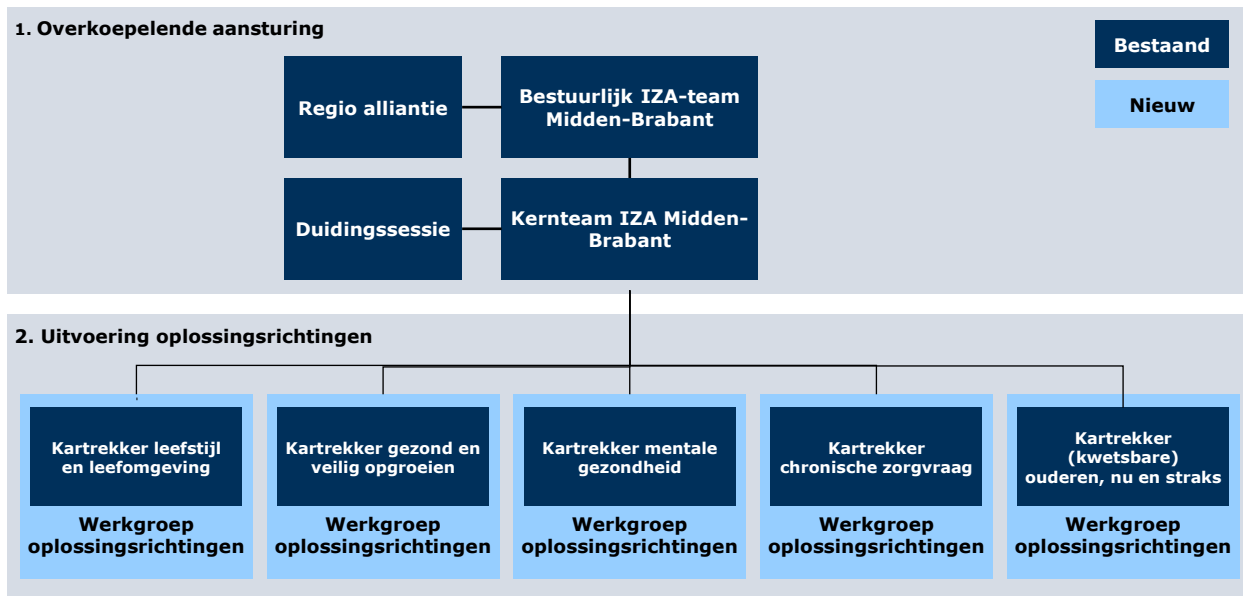 1. Overkoepelende aansturing
Bestaand
Nieuw
Regio alliantie
Bestuurlijk IZA-team
Midden-Brabant
Duidingssessie
Kernteam IZA Midden-
Brabant
2. Uitvoering oplossingsrichtingen
Kartrekker leefstijl
en leefomgeving
Werkgroep
oplossingsrichtingen
Kartrekker gezond en
veilig opgroeien
Werkgroep
oplossingsrichtingen
Kartrekker mentale
gezondheid
Werkgroep
oplossingsrichtingen
Kartrekker
chronische zorgvraag
Werkgroep
oplossingsrichtingen
Kartrekker
(kwetsbare)
ouderen, nu en straks
Werkgroep
oplossingsrichtingen